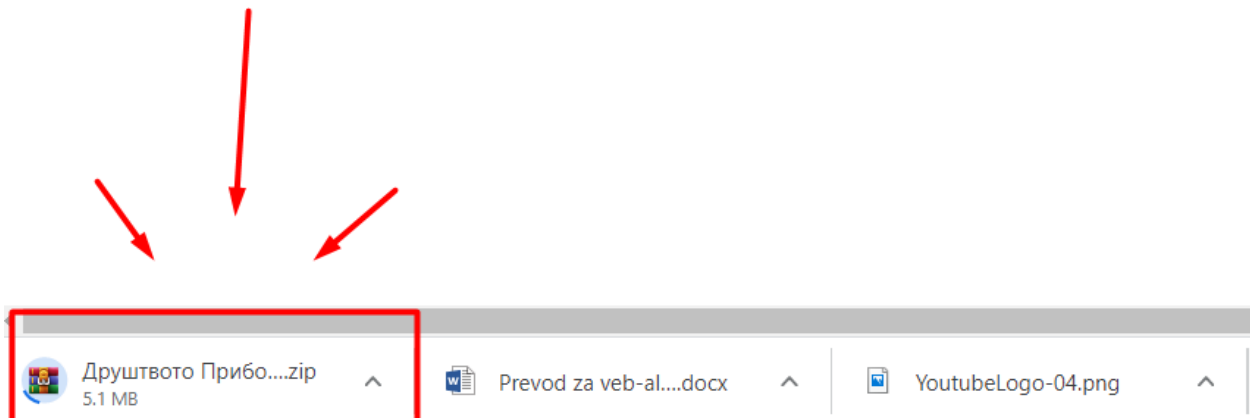 Друштвото Прибо....zip
5.1 MB
Prevod za veb-al....docx
YoutubeLogo-04.png